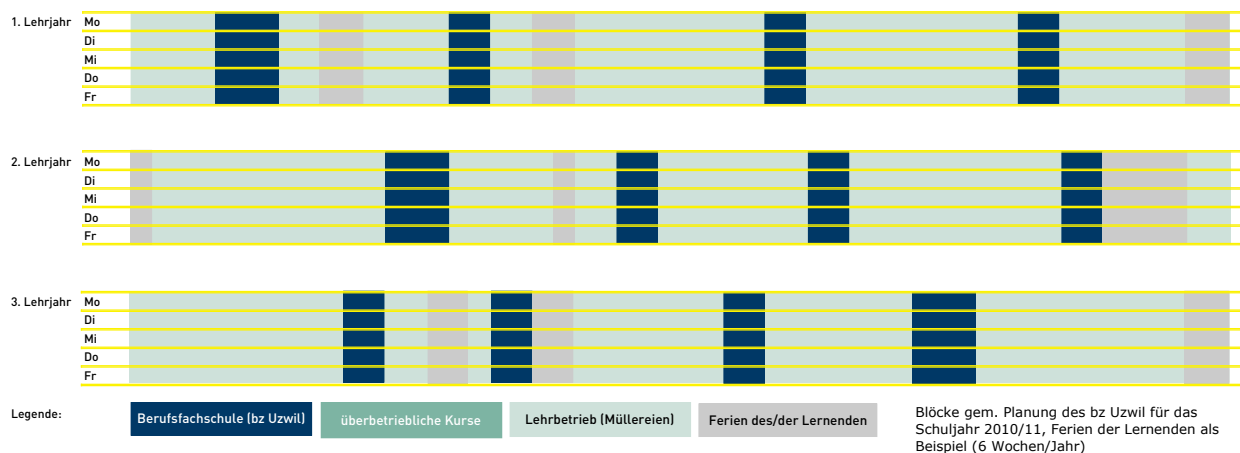 1. Lehrjahr Mo
Di
Mi
Do
Fr
2. Lehrjahr Mo
Di
Mi
Do
Fr
3. Lehrjahr Mo
Di
Mi
Do
Fr
Legende: Berufsfachschule (bz Uzwil) überbetriebliche Kurse Lehrbetrieb (Müllereien) Ferien des/der Lernenden
Blöcke gem. Planung des bz Uzwil für das
Schuljahr 2010/11, Ferien der Lernenden als
Beispiel (6 Wochen/Jahr)